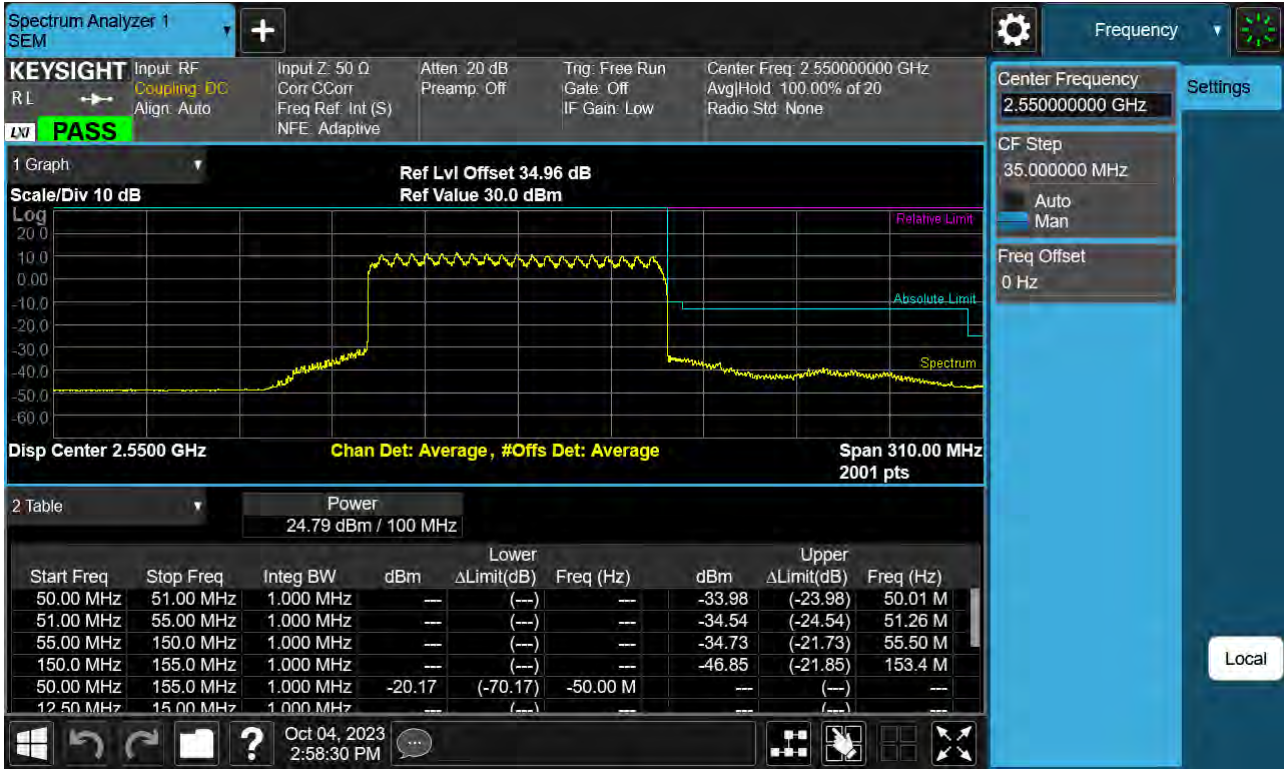 Spectrum Analyzer 1
SEM
Frequency
KEYSIGHT
R L
LXI
PASS
Input: RF
Coupling: DC
Align: Auto
Input Z: 50 Ω
Corr CCorr
Freq Ref: Int (S)
NFE: Adaptive
Atten: 20 dB
Preamp: Off
Trig: Free Run
Gate: Off
IF Gain: Low
Center Freq: 2.550000000 GHz
Avg|Hold: 100.00% of 20
Radio Std: None
Center Frequency
2.550000000 GHz
Settings
CF Step
35.000000 MHz
Auto
Man
Freq Offset
0 Hz
1 Graph
Ref Lvl Offset 34.96 dB
Scale/Div 10 dB
Ref Value 30.0 dBm
Log
20.0
10.0
0.00
-10.0
-20.0
-30.0
-40.0
-50.0
-60.0
Relative Limit
Absolute Limit
Spectrum
Disp Center 2.5500 GHz
Chan Det: Average , #Offs Det: Average
Span 310.00 MHz
2001 pts
2 Table
Power
24.79 dBm / 100 MHz
Lower Upper
Start Freq Stop Freq Integ BW dBm ΔLimit(dB) Freq (Hz) dBm ΔLimit(dB) Freq (Hz)
50.00 MHz 51.00 MHz 1.000 MHz --- (---) --- -33.98 (-23.98) 50.01 M
51.00 MHz 55.00 MHz 1.000 MHz --- (---) --- -34.54 (-24.54) 51.26 M
55.00 MHz 150.0 MHz 1.000 MHz --- (---) --- -34.73 (-21.73) 55.50 M
150.0 MHz 155.0 MHz 1.000 MHz --- (---) --- -46.85 (-21.85) 153.4 M
50.00 MHz 155.0 MHz 1.000 MHz -20.17 (-70.17) -50.00 M --- (---) ---
12.50 MHz 15.00 MHz 1.000 MHz --- (---) --- --- (---) ---
Local
Oct 04, 2023
2:58:30 PM